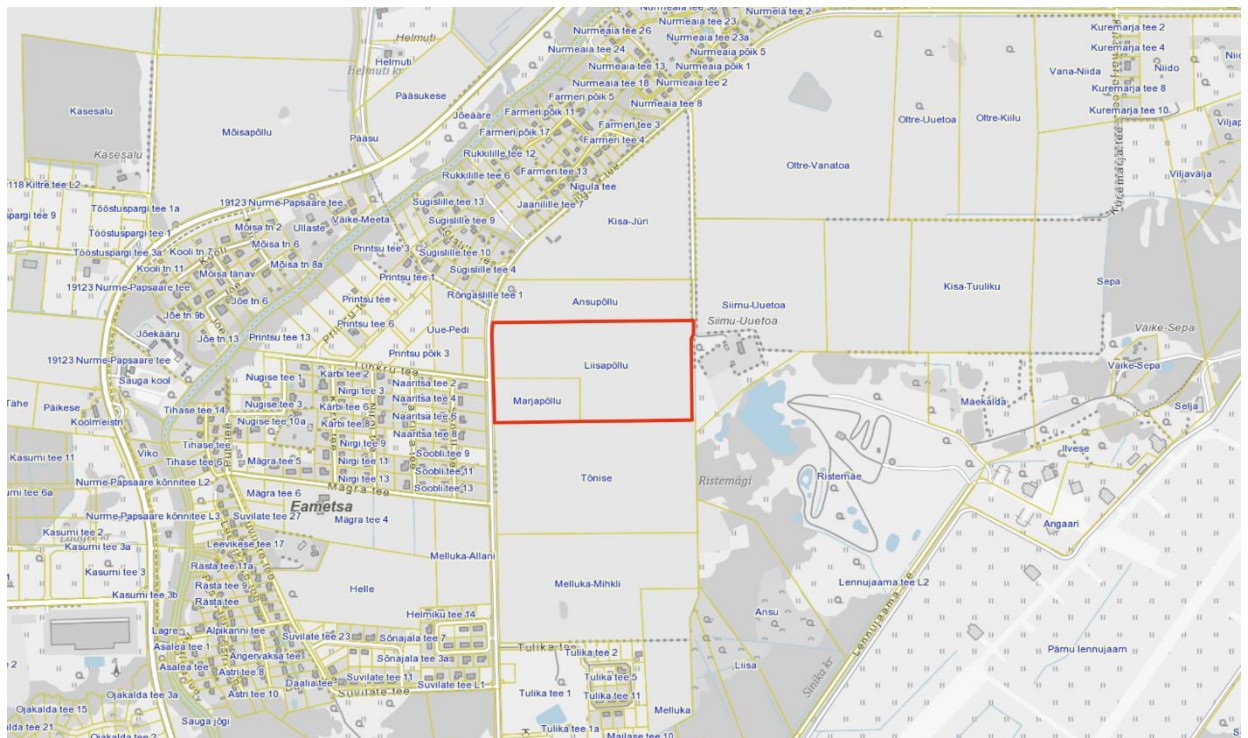 Nurmeaia tee 23
Nurmela tee 2
Nurmeaia tee 26
Nurmeaia tee 23a
Kuremarja tee 2
Helmuti
Nurmeaia tee 24
Nurmeaia põik 5
Kuremarja tee 4
Helmuti
Helmuti kr
Nurmeaia tee 13
Nurmeaia põik 1
Vana-Niida
Niido
Nurmeaia tee 18
Nurmeaia tee 2
Kuremarja tee 8
Pääsukese
Farmeri põik 5
Nurmeaia tee 8
Kuremarja tee 10
Kasesalu
Jõeääre
Farmeri põik 11
Mõisapõllu
Farmeri põik 17
Farmeri tee 3
Oltre-Uuetoa
Oltre-Kiilu
Pääsu
Farmeri tee 4
Kasesalu
Rukkilille tee 12
Oltre-Vanatoa
Kuremarja tee
Viljavälja
Rukkilille tee 6
Farmeri tee 13
118 Kiltre tee L2
Nigula tee
19123 Nurme-Papsaare tee
Sügislille tee 13
Jaanilille tee 7
Tööstuspargi tee 1a
Väike-Meeta
Sügislille tee 9
Kisa-Jüri
Mõisa tn 2
Ullaste
Tööstuspargi tee 1
Mõisa tn 6
Tööstuspargi tee 3a
Kooli tn 7
Printsu tee 3
Sügislille tee 10
Kooli tn 11
Mõisa tn 8a
Sügislille tee 4
Mõisa tänav
Printsu tee 1
Kisa-Tuuliku
Sepa
19123 Nurme-Papsaare tee
Rõngaslille tee 1
Jõe tn 6
Printsu tee
Ansupõllu
Siimu-Uuetoa
Jõe tn 9b
Printsu tee 6
Siimu-Uuetoa
Väike-Sepa
Jõekääru
Jõe tn 13
Printsu tee 13
Uue-Pedi
Printsu põik 3
19123 Nurme-Papsaare tee
Tuhkru tee
Liisapõllu
Väike-Sepa
Sauga kool
Nugise tee 1
Kärbi tee 2
Naaritsa tee 2
Nirgi tee 3
Naaritsa tee 4
Mäekalda
Tähe
Päikese
Nugise tee 3
Kärbi tee 6
Marjapõllu
Selja
Tihase tee 14
Koolmeistri
Nugise tee 10a
Kärbi tee 8
Naaritsa tee 6
Naaritsa tee 8
Tihase tee
Nirgi tee 9
Viko
Soobli tee 9
Ilvese
Kasumi tee 11
Tihase tee 6
Mägra tee 5
Nirgi tee 11
Soobli tee 11
Nirgi tee 13
Tõnise
Ristemägi
Ristemäe
Nurme-Papsaare kõnnitee L2
Mägra tee
Soobli tee 13
Mägra tee 6
Eametsa
Nurme-Papsaare kõnnitee L3
Suvilate tee 27
Mägra tee 4
Angaari
Kasumi tee 2
Kasumi tee 3a
Leevikese tee 17
Melluka-Allani
Kasumi tee 3
Rästa tee 11a
Kasumi tee 3b
Rästa tee 9
Helle
Melluka-Mihkli
Lennujaama tee L2
Rästa tee
Ansu
Lennujaama tee
Helmiku tee 14
Lagre
Alpikanni tee
Suvilate tee 23
Sõnajala tee 7
Asalea tee 1
Angervaksa tee
Tulika tee
Tulika tee 2
Pärnu lennujaam
Asalea tee
Astri tee 8
Sõnajala tee 3a
Liisa
Daalia tee
Suvilate tee 11
Tulika tee 5
Sinika kr
Ojakalda tee 3a
Astri tee 10
Suvilate tee
Suvilate tee L1
Tulika tee 1
Tulika tee 11
Ojakalda tee 15
Melluka
Sauga jõgi
Tulika tee 1a
Ojakalda tee 2
Mailase tee 10